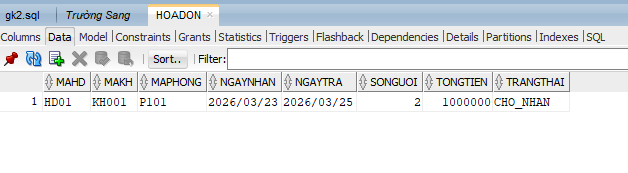 gk2.sql Trường Sang HOADON
Columns Data Model Constraints Grants Statistics Triggers Flashback Dependencies Details Partitions Indexes SQL
Sort.. Filter:
MAHD MAKH MAPHONG NGAYNHAN NGAYTRA SONGUOI TONGTIEN TRANGTHAI
1 HD01 KH001 P101 2026/03/23 2026/03/25 2 1000000 CHO_NHAN